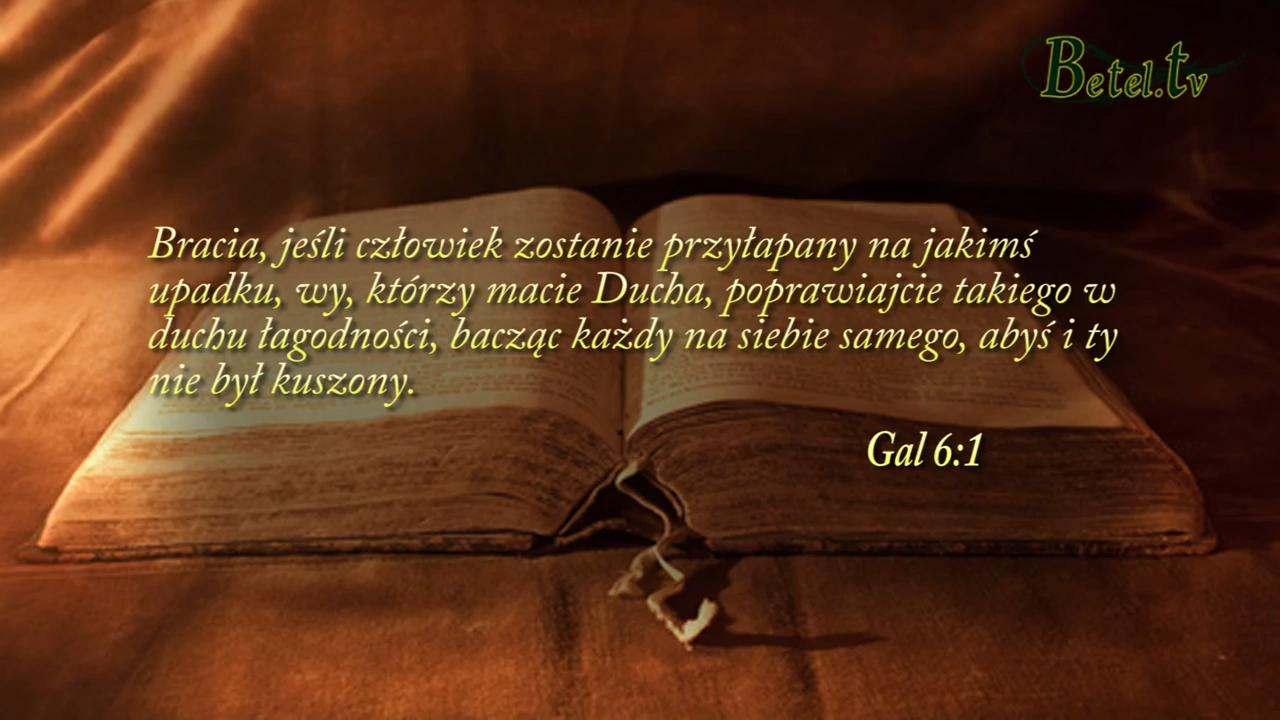 Betel.tv
Bracia, jeśli człowiek zostanie przyłapany na jakimś
upadku, wy, którzy macie Ducha, poprawiajcie takiego w
duchu łagodności, bacząc każdy na siebie samego, abyś i ty
nie był kuszony.
Gal 6:1